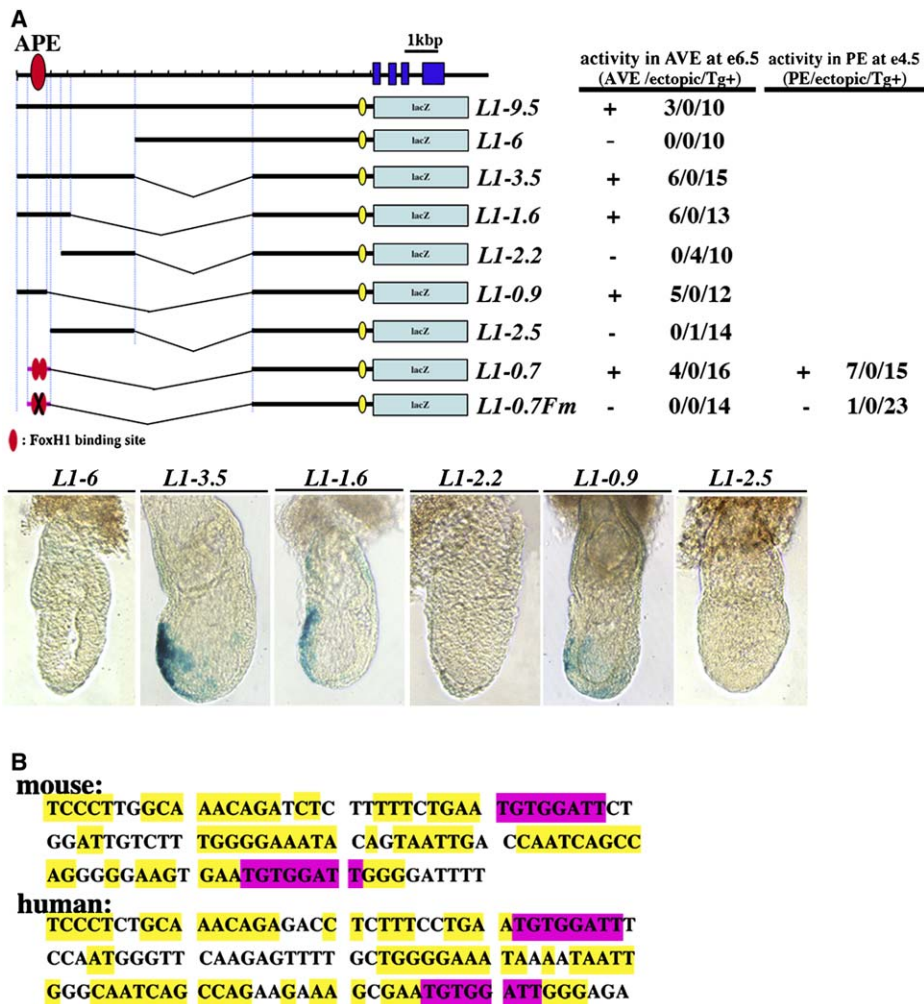 A
APE
1kbp
activity in AVE at e6.5 activity in PE at e4.5
(AVE /ectopic/Tg+) (PE/ectopic/Tg+)
lacZ L1-9.5 + 3/0/10
lacZ L1-6 - 0/0/10
lacZ L1-3.5 + 6/0/15
lacZ L1-1.6 + 6/0/13
lacZ L1-2.2 - 0/4/10
lacZ L1-0.9 + 5/0/12
lacZ L1-2.5 - 0/1/14
lacZ L1-0.7 + 4/0/16 + 7/0/15
lacZ L1-0.7Fm - 0/0/14 - 1/0/23
: FoxH1 binding site
L1-6 L1-3.5 L1-1.6 L1-2.2 L1-0.9 L1-2.5
B
mouse:
TCCCTTGGCA AACAGATCTC TTTTTCTGAA TGTGGATTCT
GGATTGTCTT TGGGGAAATA CAGTAATTGA CCAATCAGCC
AGGGGGAAGT GAATGTGGAT TGGGGATTTT
human:
TCCCTCTGCA AACAGAGACC TCTTTCCTGA ATGTGGATTT
CCAATGGGTT CAAGAGTTTT GCTGGGGAAA TAAAATAATT
GGGCAATCAG CCAGAAGAAA GCGAATGTGG ATTGGGAGA